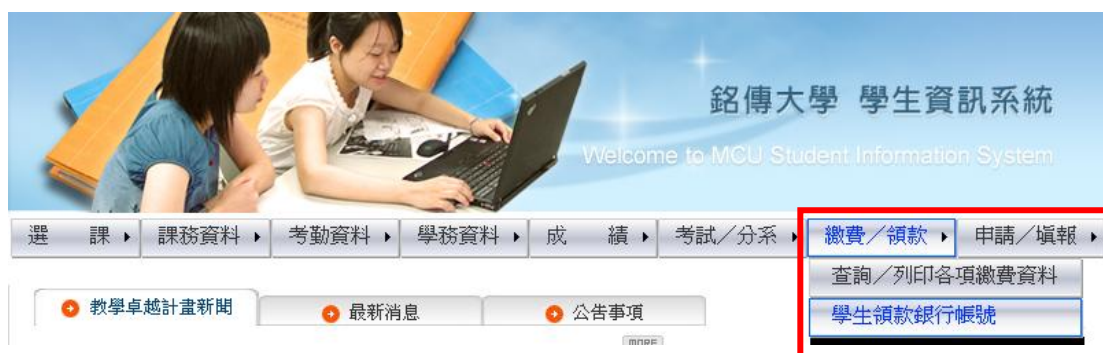 銘傳大學 學生資訊系統
Welcome to MCU Student Information System
選 課 課務資料 考勤資料 學務資料 成 績 考試／分系 繳費／領款 申請／填報
查詢／列印各項繳費資料
學生領款銀行帳號
教學卓越計畫新聞 最新消息 公告事項
more